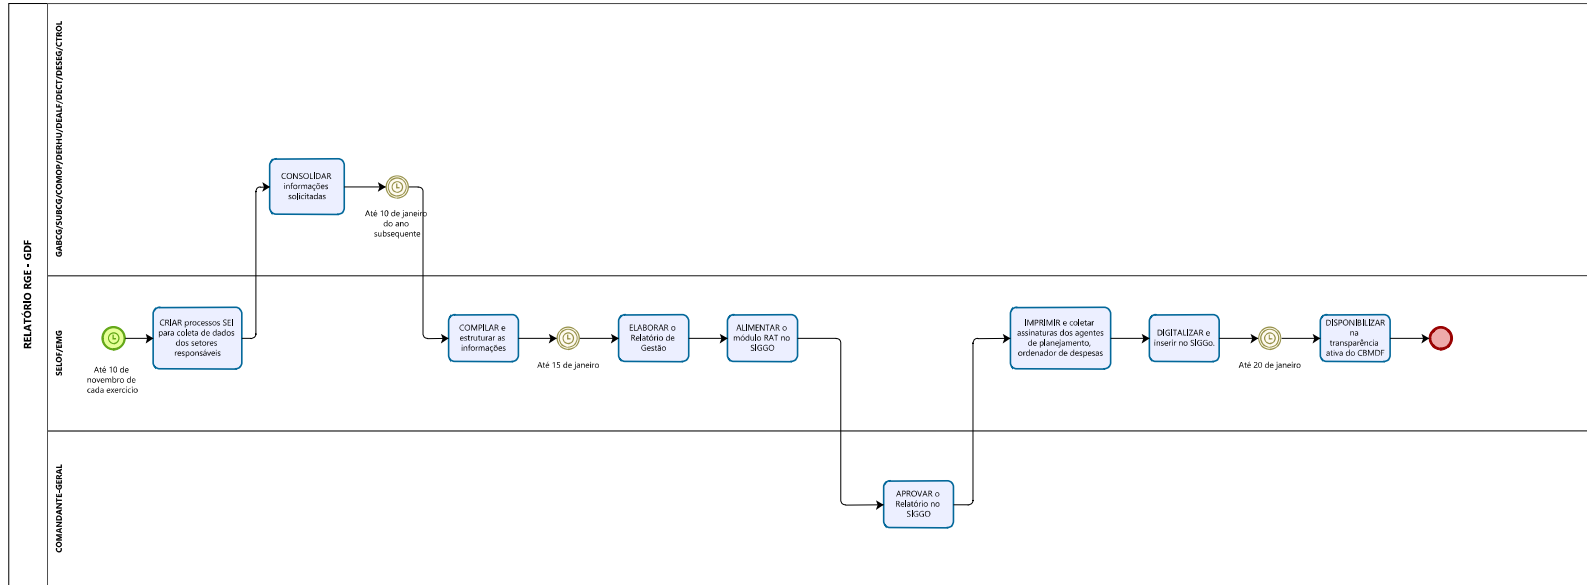 RELATÓRIO RGE - GDF
GABCG/SUBCG/COMOP/DERHU/DEALF/DECT/DESEG/CTROL
CONSOLIDAR
informações
solicitadas
Até 10 de janeiro
do ano
subsequente
SELOF/EMG
Até 10 de
novembro de
cada exercicio
CRIAR processos SEI
para coleta de dados
dos setores
responsáveis
COMPILAR e
estruturar as
informações
Até 15 de janeiro
ELABORAR o
Relatório de
Gestão
ALIMENTAR o
módulo RAT no
SIGGO
IMPRIMIR e coletar
assinaturas dos agentes
de planejamento,
ordenador de despesas
DIGITALIZAR e
inserir no SIGGo.
Até 20 de janeiro
DISPONIBILIZAR
na
transparência
ativa do CBMDF
COMANDANTE-GERAL
APROVAR o
Relatório no
SIGGO